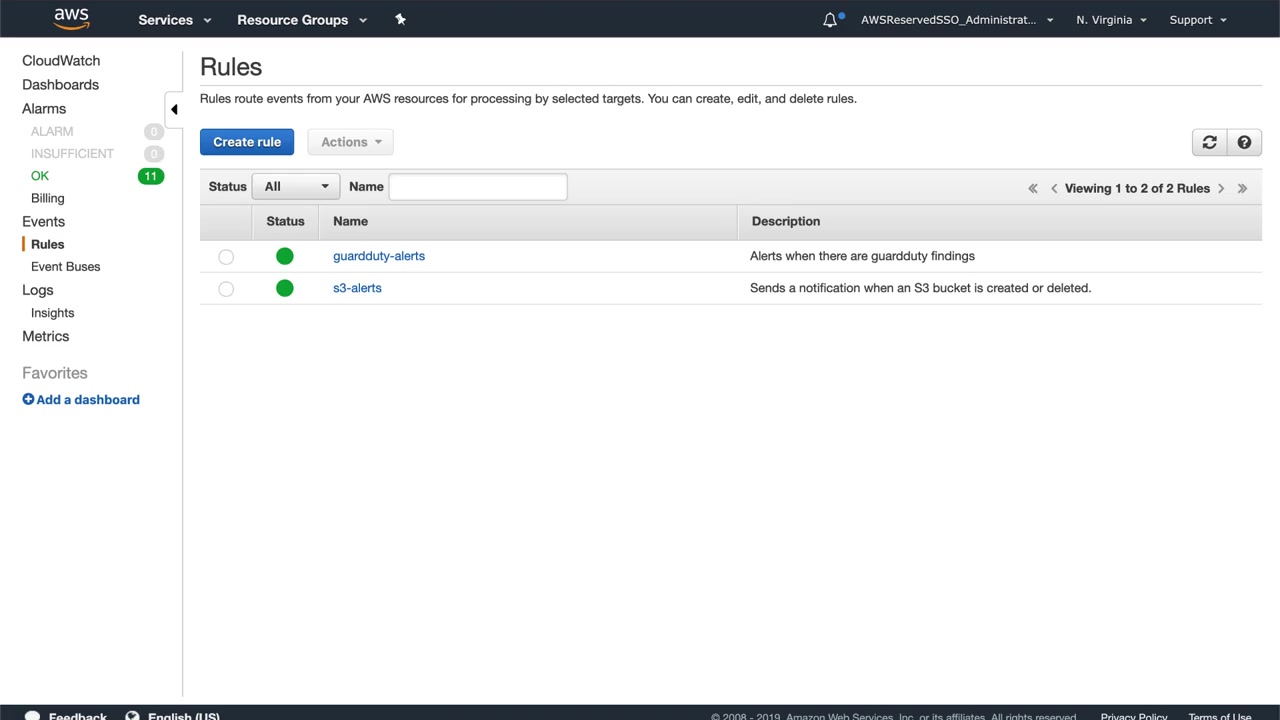 aws Services Resource Groups AWSReservedSSO_Administrat... N. Virginia Support
CloudWatch
Dashboards
Alarms
ALARM 0
INSUFFICIENT 0
OK 11
Billing
Events
Rules
Event Buses
Logs
Insights
Metrics
Favorites
Add a dashboard
Rules
Rules route events from your AWS resources for processing by selected targets. You can create, edit, and delete rules.
Create rule Actions ?
Status All Name « < Viewing 1 to 2 of 2 Rules > »
Status Name Description
guardduty-alerts Alerts when there are guardduty findings
s3-alerts Sends a notification when an S3 bucket is created or deleted.
Feedback English (US) © 2008 - 2019, Amazon Web Services, Inc. or its affiliates. All rights reserved. Privacy Policy Terms of Use